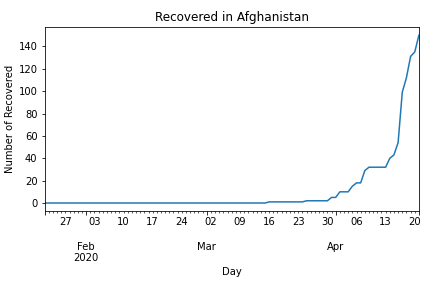 Recovered in Afghanistan
140
120
100
80
60
40
20
0
Number of Recovered
27 03 10 17 24 02 09 16 23 30 06 13 20
Feb Mar Apr
2020
Day